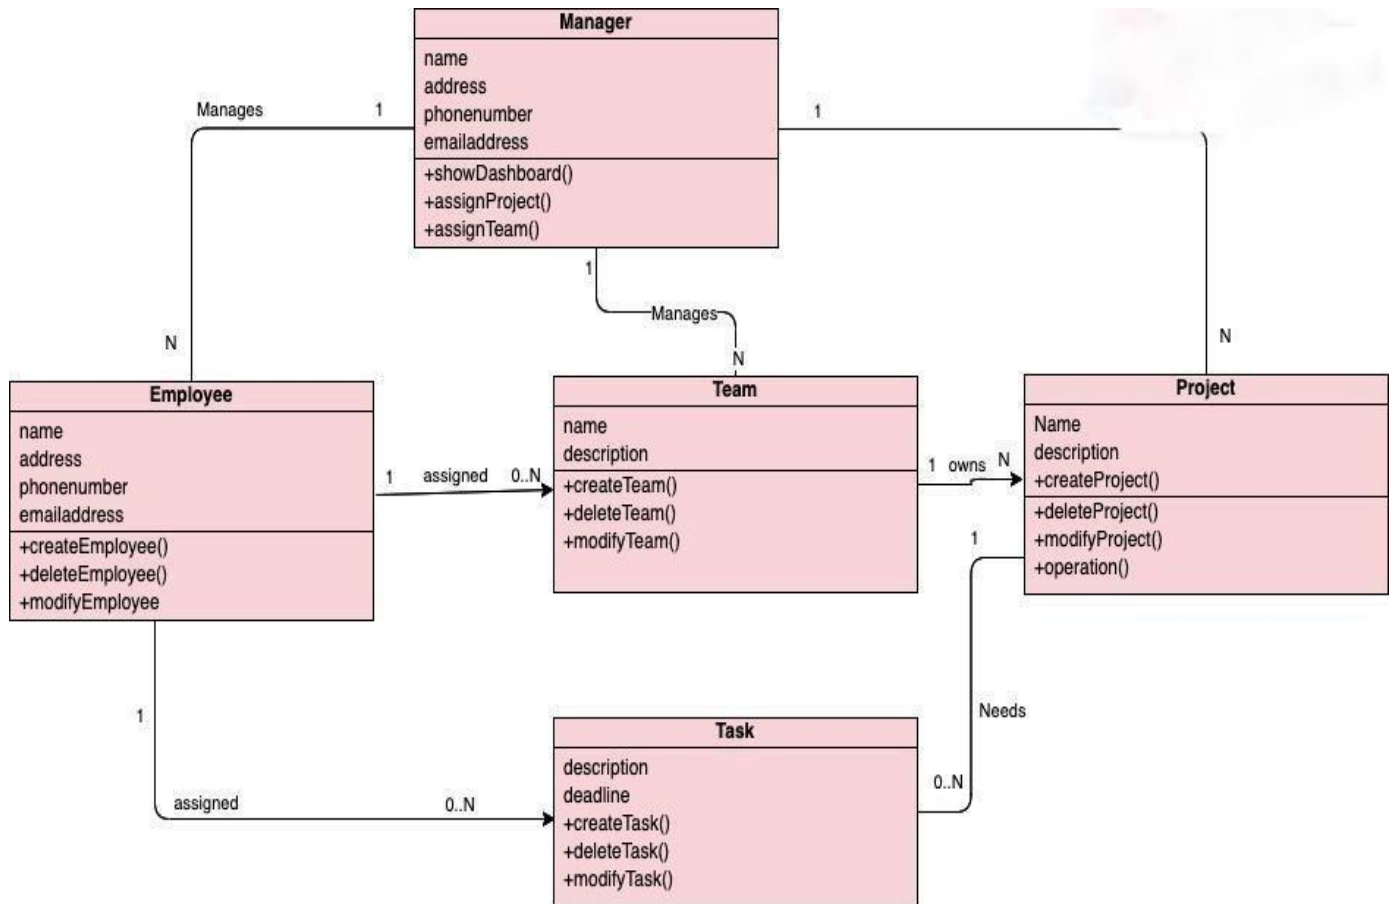 Manager
name
address
phonenumber
emailaddress
+showDashboard()
+assignProject()
+assignTeam()
Manages
1
1
1
Manages
N
N
N
Employee
name
address
phonenumber
emailaddress
+createEmployee()
+deleteEmployee()
+modifyEmployee
1 assigned 0..N
Team
name
description
+createTeam()
+deleteTeam()
+modifyTeam()
1 owns N
Project
Name
description
+createProject()
+deleteProject()
+modifyProject()
+operation()
1
Needs
0..N
1
assigned 0..N
Task
description
deadline
+createTask()
+deleteTask()
+modifyTask()